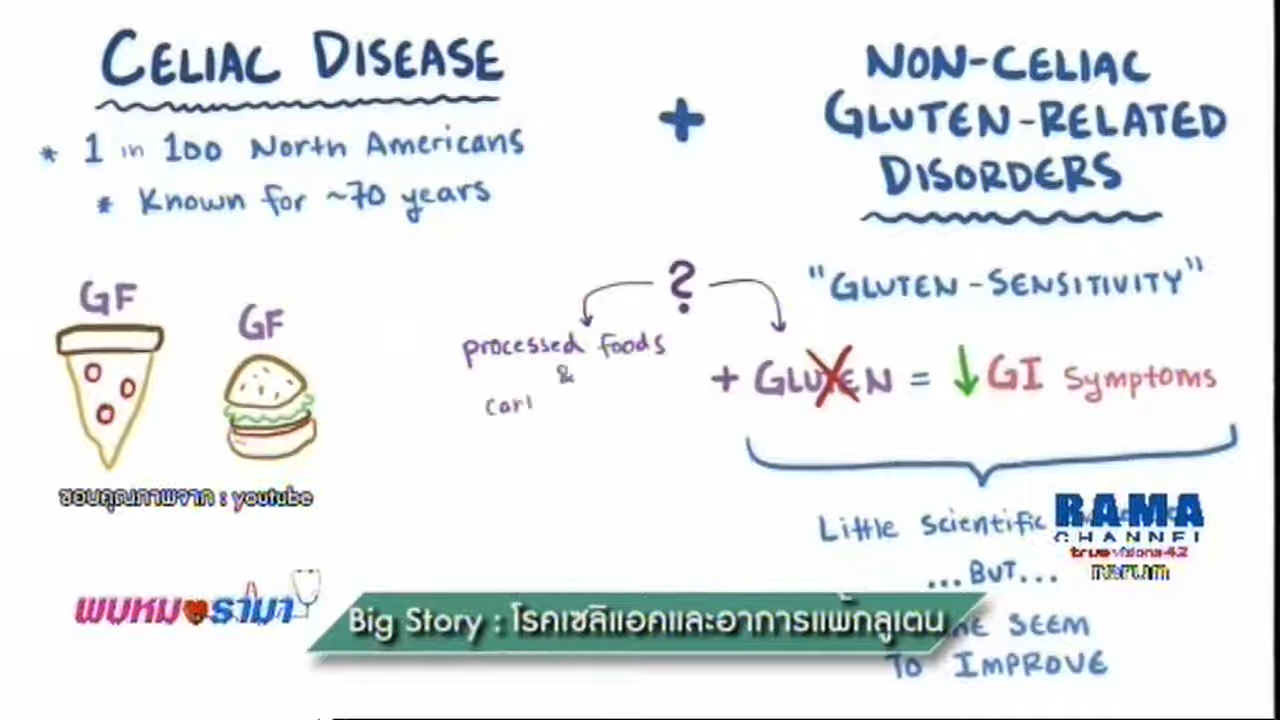 CELIAC DISEASE
* 1 in 100 North Americans
* Known for ~70 years
+
NON-CELIAC
GLUTEN-RELATED
DISORDERS
"GLUTEN-SENSITIVITY"
GF
GF
?
processed foods
&
carl
+ GLUTEN = ↓ GI Symptoms
Little scientific
...BUT...
SEEM
TO IMPROVE
ขอบคุณภาพจาก : youtube
RAMA
CHANNEL
truevisions42
พบหมอรามา
Big Story : โรคเซลิแอคและอาการแพ้กลูเตน